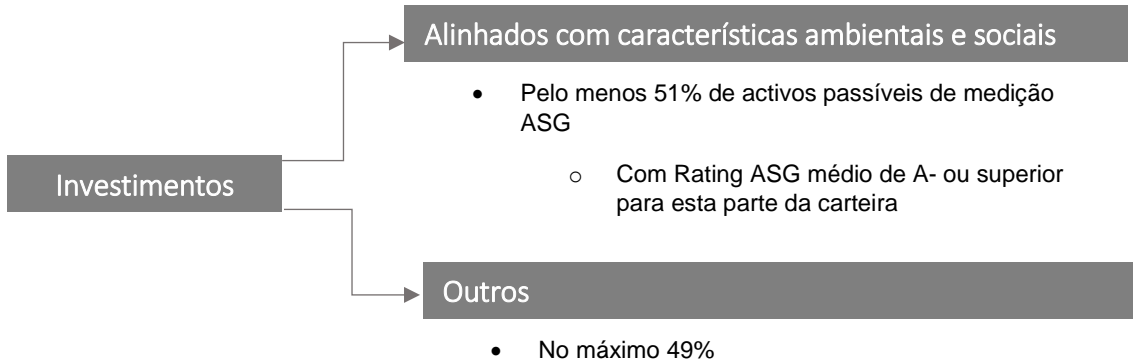 Alinhados com características ambientais e sociais
• Pelo menos 51% de activos passíveis de medição
ASG
o Com Rating ASG médio de A- ou superior
para esta parte da carteira
Investimentos
Outros
• No máximo 49%